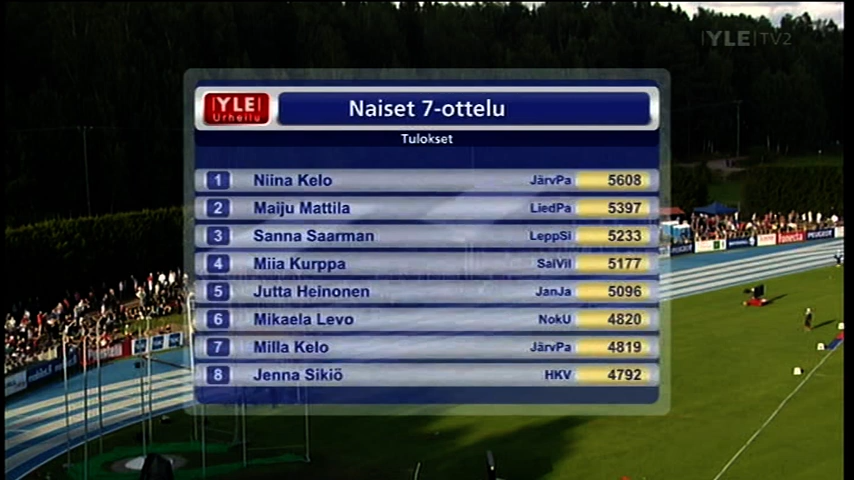 |YLE|TV2
|YLE|
Urheilu
Naiset 7-ottelu
Tulokset
1 Niina Kelo JärvPa 5608
2 Maiju Mattila LiedPa 5397
3 Sanna Saarman LeppSi 5233
4 Miia Kurppa SalVil 5177
5 Jutta Heinonen JanJa 5096
6 Mikaela Levo NokU 4820
7 Milla Kelo JärvPa 4819
8 Jenna Sikiö HKV 4792
PEUGEOT